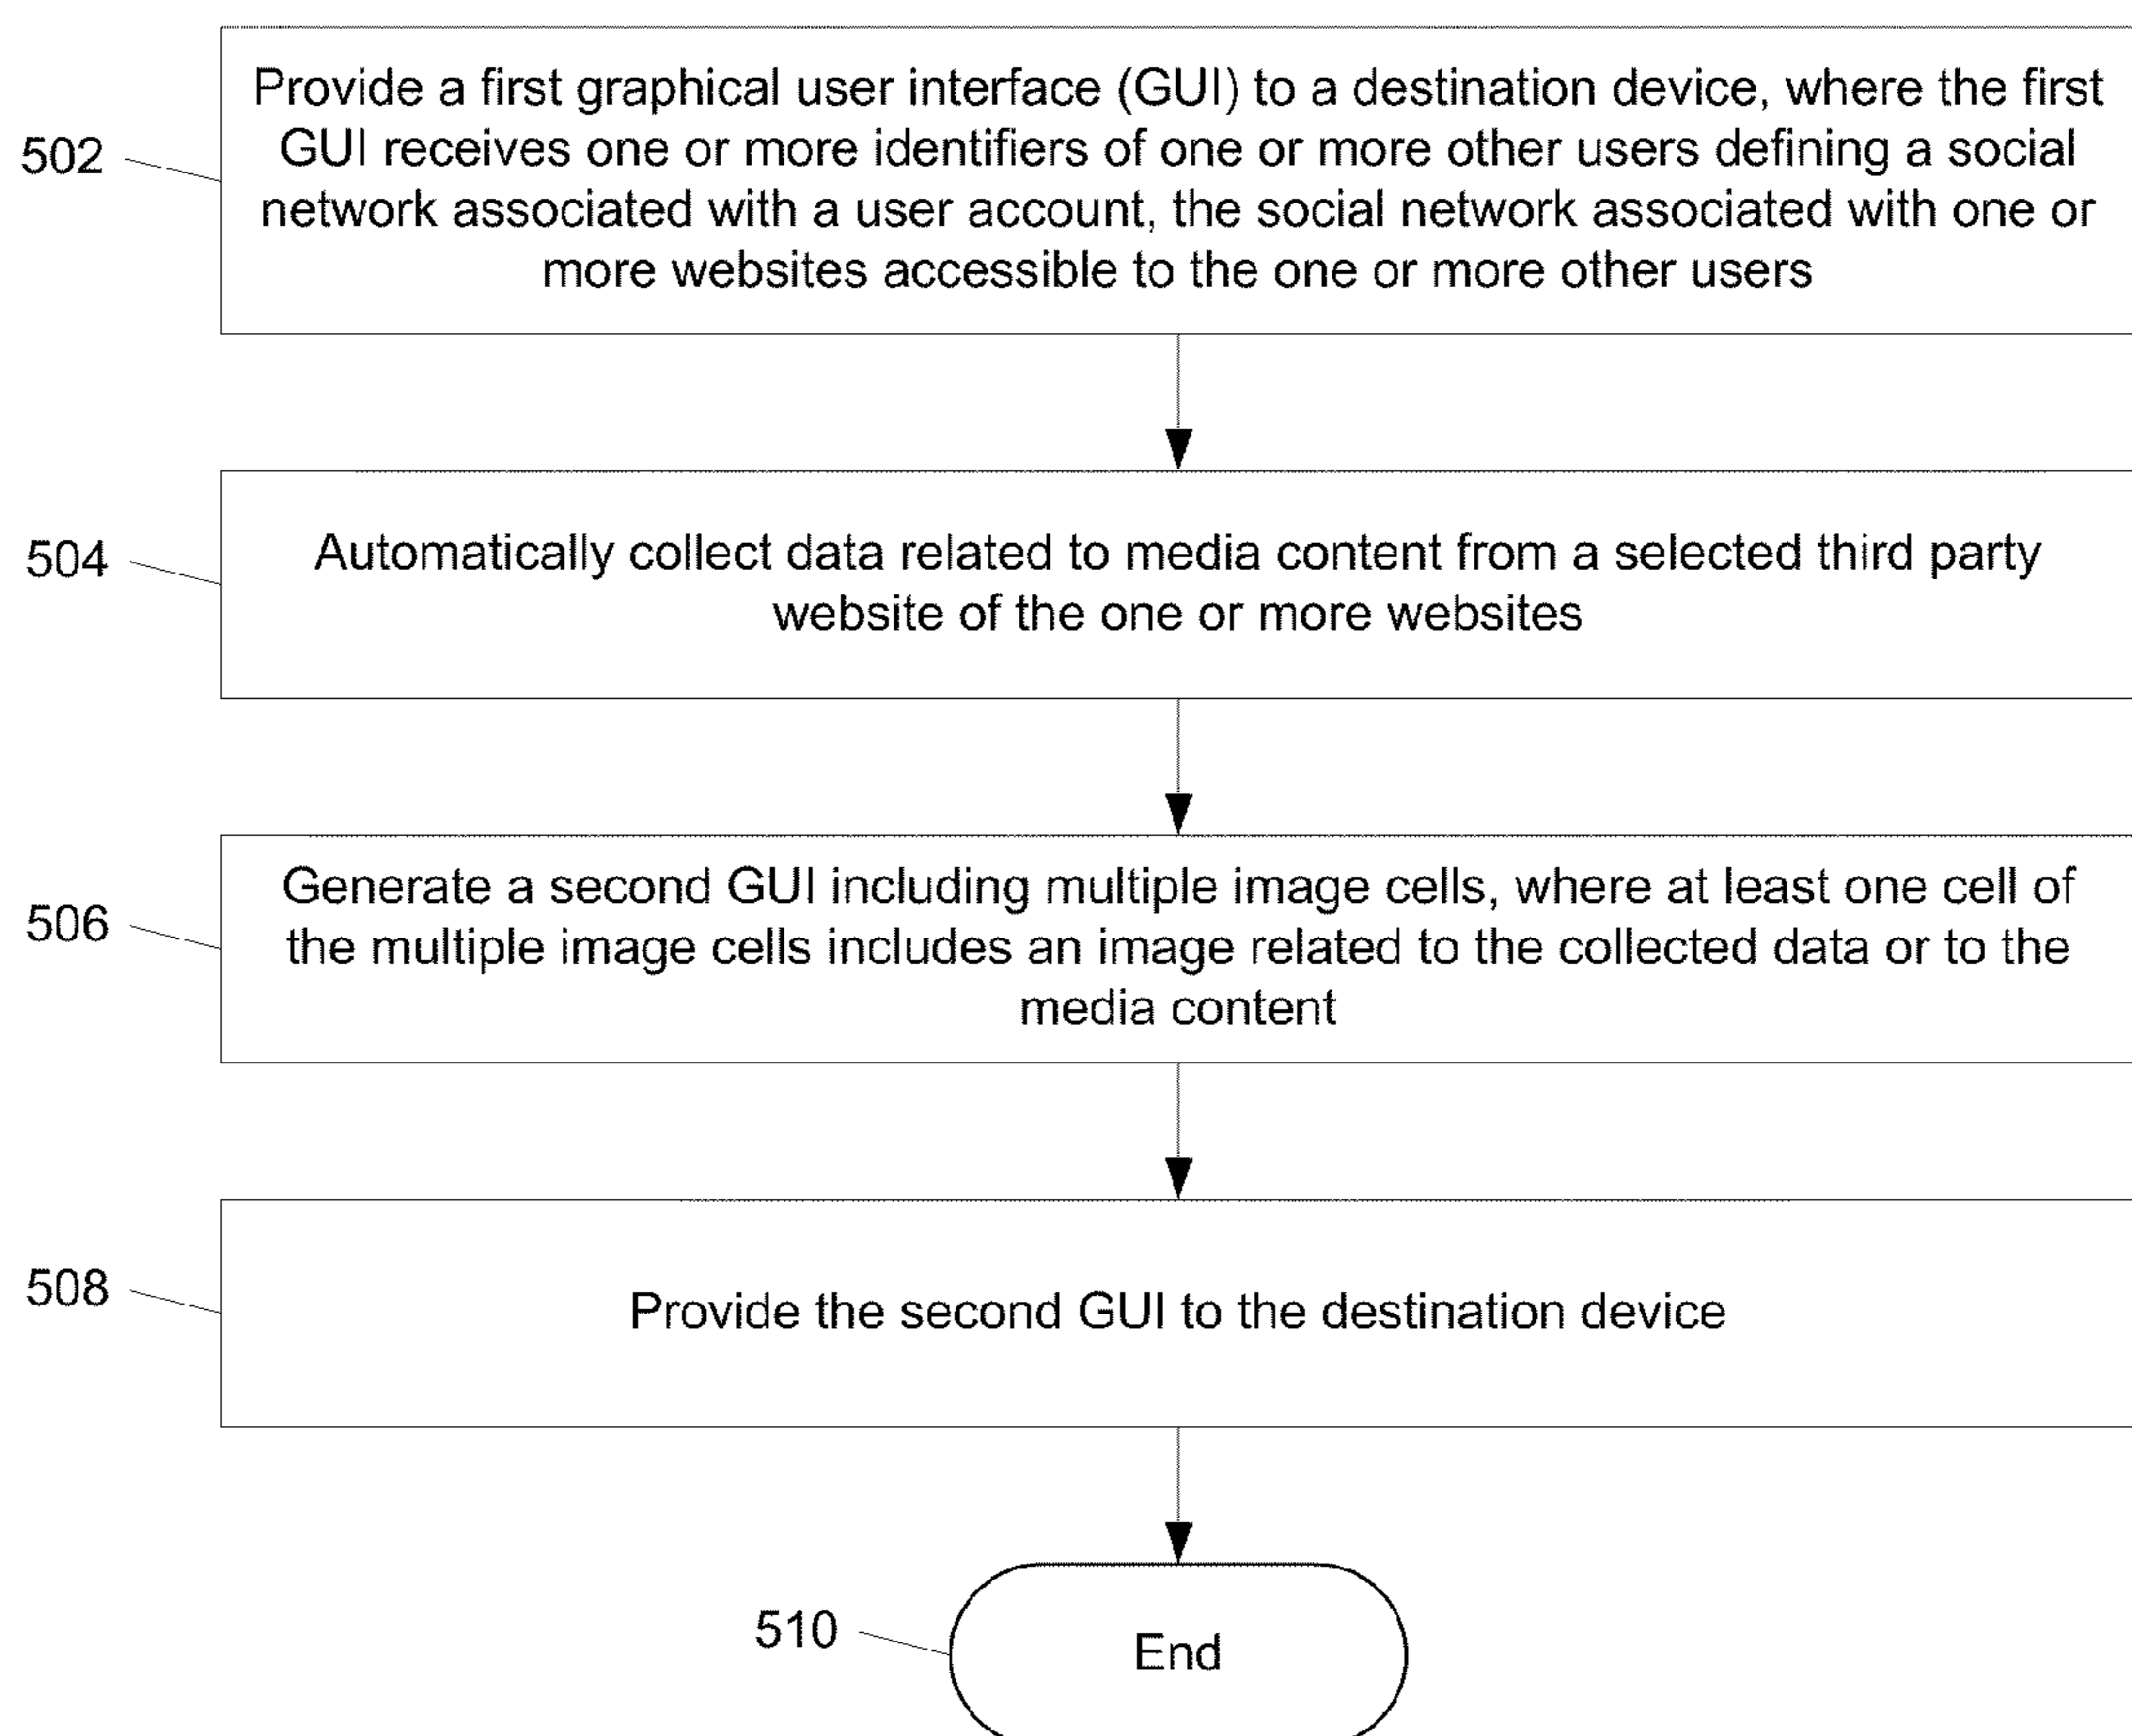 Provide a first graphical user interface (GUI) to a destination device, where the first
GUI receives one or more identifiers of one or more other users defining a social
502
network associated with a user account, the social network associated with one or
more websites accessible to the one or more other users
Automatically collect data related to media content from a selected third party
504
website of the one or more websites
Generate a second GUI including multiple image cells, where at least one cell of
506
the multiple image cells includes an image related to the collected data or to the
media content
508
Provide the second GUI to the destination device
510
End